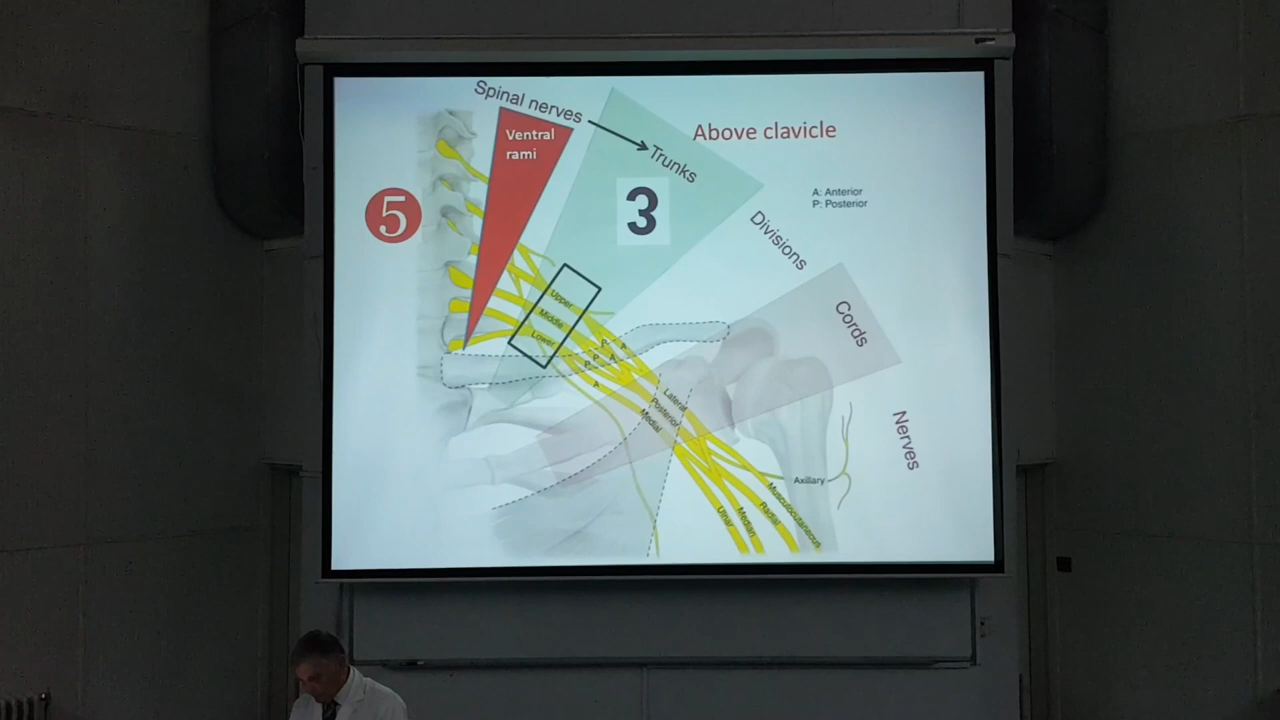 Spinal nerves
Ventral
rami
Trunks
Above clavicle
5
3
A: Anterior
P: Posterior
Divisions
Cords
Nerves
Upper
Middle
Lower
P
A
P
P
A
A
Lateral
Posterior
Medial
Axillary
Musculocutaneous
Radial
Median
Ulnar